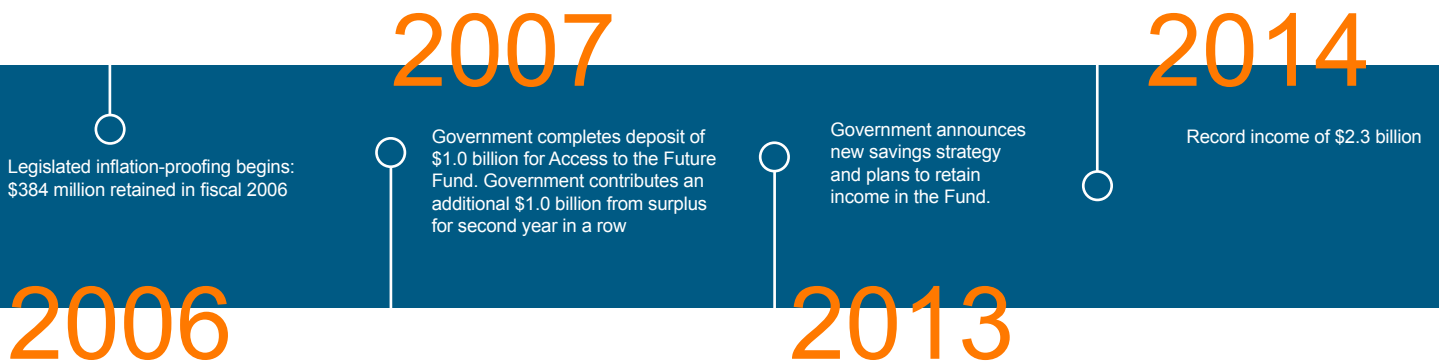 2006
Legislated inflation-proofing begins:
$384 million retained in fiscal 2006
2007
Government completes deposit of
$1.0 billion for Access to the Future
Fund. Government contributes an
additional $1.0 billion from surplus
for second year in a row
2013
Government announces
new savings strategy
and plans to retain
income in the Fund.
2014
Record income of $2.3 billion